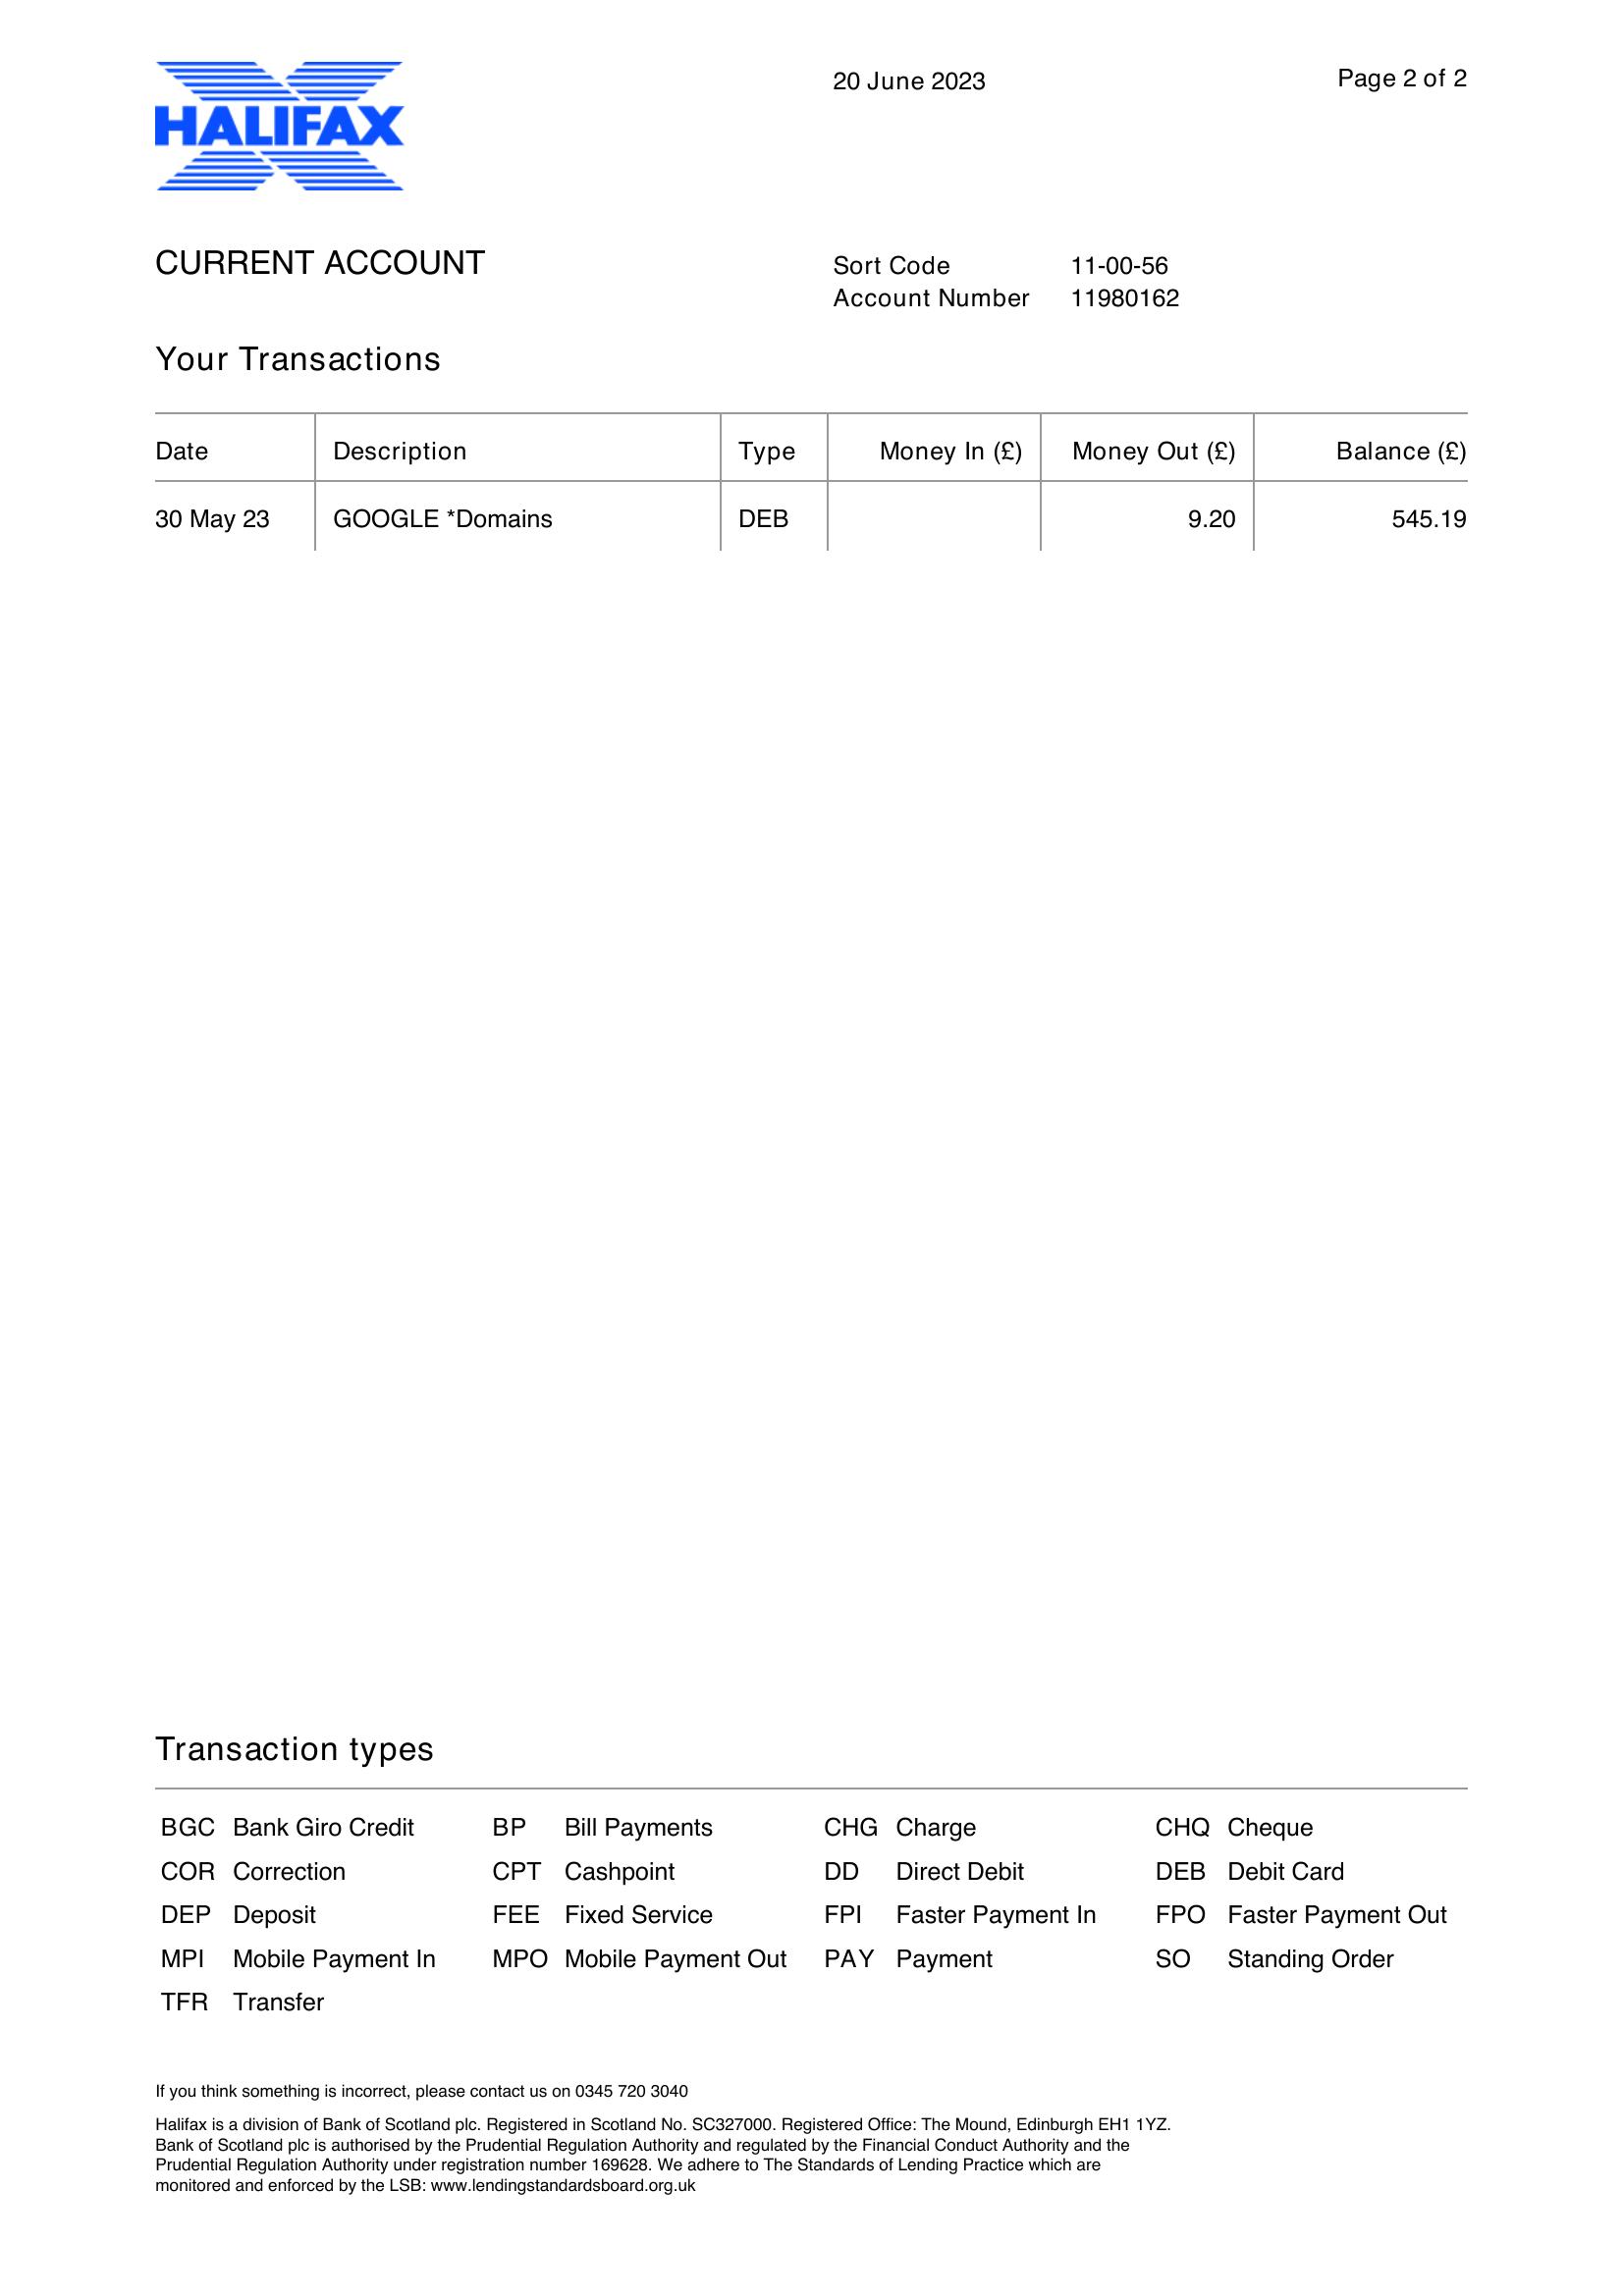 HALIFAX
20 June 2023
Page 2 of 2
CURRENT ACCOUNT
Sort Code 11-00-56
Account Number 11980162
Your Transactions
Date Description Type Money In (£) Money Out (£) Balance (£)
30 May 23 GOOGLE *Domains DEB 9.20 545.19
Transaction types
BGC Bank Giro Credit BP Bill Payments CHG Charge CHQ Cheque
COR Correction CPT Cashpoint DD Direct Debit DEB Debit Card
DEP Deposit FEE Fixed Service FPI Faster Payment In FPO Faster Payment Out
MPI Mobile Payment In MPO Mobile Payment Out PAY Payment SO Standing Order
TFR Transfer
If you think something is incorrect, please contact us on 0345 720 3040
Halifax is a division of Bank of Scotland plc. Registered in Scotland No. SC327000. Registered Office: The Mound, Edinburgh EH1 1YZ.
Bank of Scotland plc is authorised by the Prudential Regulation Authority and regulated by the Financial Conduct Authority and the
Prudential Regulation Authority under registration number 169628. We adhere to The Standards of Lending Practice which are
monitored and enforced by the LSB: www.lendingstandardsboard.org.uk